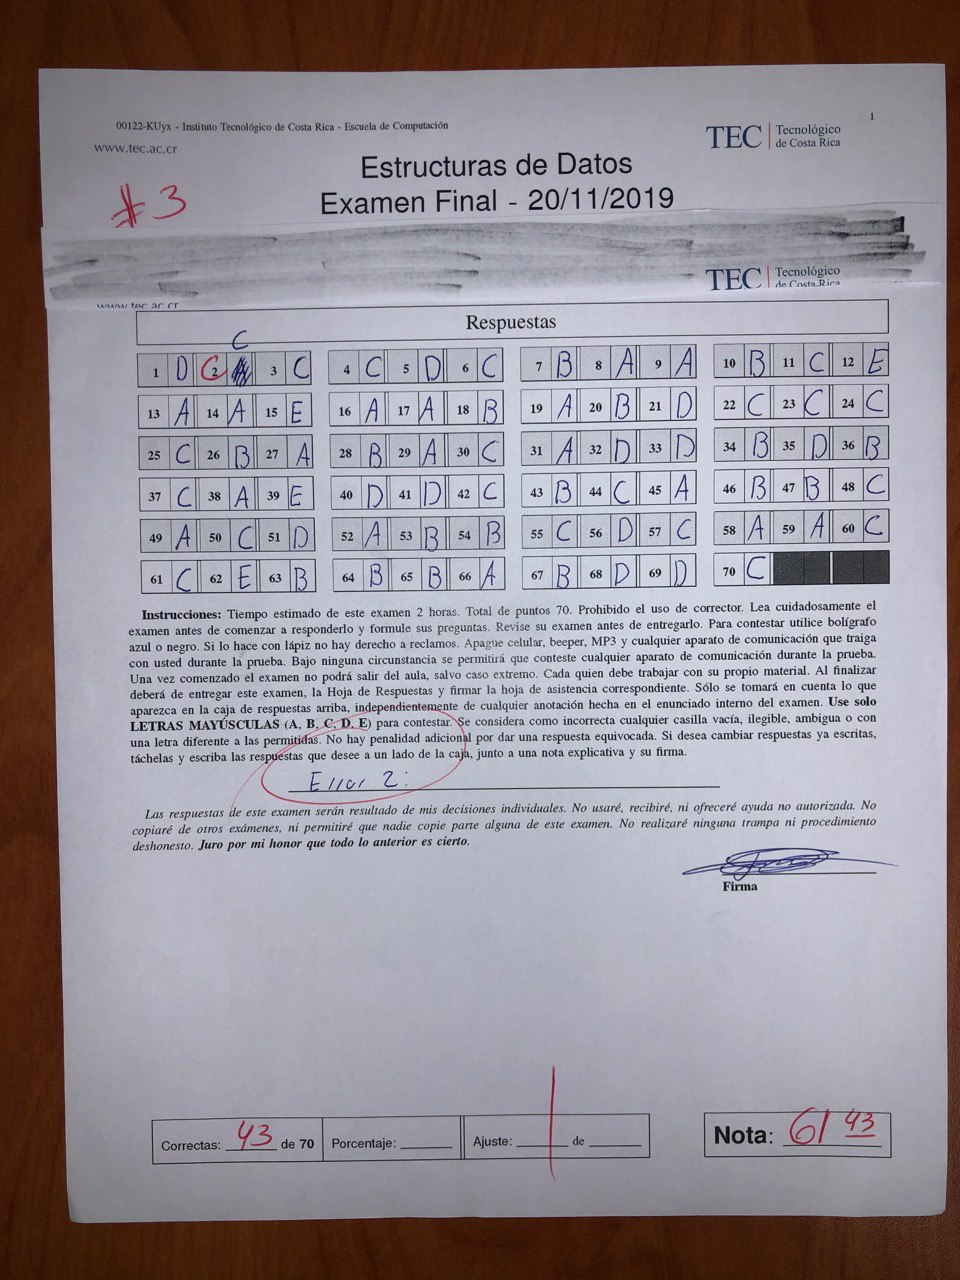 1
00122-KUyx - Instituto Tecnológico de Costa Rica - Escuela de Computación
www.tec.ac.cr
TEC | Tecnológico
de Costa Rica
Estructuras de Datos
#3
Examen Final - 20/11/2019
TEC | Tecnológico
de Costa Rica
www.tec.ac.cr
Respuestas
C
1 D C 2 3 C 4 C 5 D 6 C 7 B 8 A 9 A 10 B 11 C 12 E
13 A 14 A 15 E 16 A 17 A 18 B 19 A 20 B 21 D 22 C 23 C 24 C
25 C 26 B 27 A 28 B 29 A 30 C 31 A 32 D 33 D 34 B 35 D 36 B
37 C 38 A 39 E 40 D 41 D 42 C 43 B 44 C 45 A 46 B 47 B 48 C
49 A 50 C 51 D 52 A 53 B 54 B 55 C 56 D 57 C 58 A 59 A 60 C
61 C 62 E 63 B 64 B 65 B 66 A 67 B 68 D 69 D 70 C
Instrucciones: Tiempo estimado de este examen 2 horas. Total de puntos 70. Prohibido el uso de corrector. Lea cuidadosamente el
examen antes de comenzar a responderlo y formule sus preguntas. Revise su examen antes de entregarlo. Para contestar utilice bolígrafo
azul o negro. Si lo hace con lápiz no hay derecho a reclamos. Apague celular, beeper, MP3 y cualquier aparato de comunicación que traiga
con usted durante la prueba. Bajo ninguna circunstancia se permitirá que conteste cualquier aparato de comunicación durante la prueba.
Una vez comenzado el examen no podrá salir del aula, salvo caso extremo. Cada quien debe trabajar con su propio material. Al finalizar
deberá de entregar este examen, la Hoja de Respuestas y firmar la hoja de asistencia correspondiente. Sólo se tomará en cuenta lo que
aparezca en la caja de respuestas arriba, independientemente de cualquier anotación hecha en el enunciado interno del examen. Use solo
LETRAS MAYÚSCULAS (A, B, C, D, E) para contestar. Se considera como incorrecta cualquier casilla vacía, ilegible, ambigua o con
una letra diferente a las permitidas. No hay penalidad adicional por dar una respuesta equivocada. Si desea cambiar respuestas ya escritas,
táchelas y escriba las respuestas que desee a un lado de la caja, junto a una nota explicativa y su firma.
Error 2:
Las respuestas de este examen serán resultado de mis decisiones individuales. No usaré, recibiré, ni ofreceré ayuda no autorizada. No
copiaré de otros exámenes, ni permitiré que nadie copie parte alguna de este examen. No realizaré ninguna trampa ni procedimiento
deshonesto. Juro por mi honor que todo lo anterior es cierto.
Firma
Correctas: 43 de 70 Porcentaje: Ajuste: de Nota: 61 43